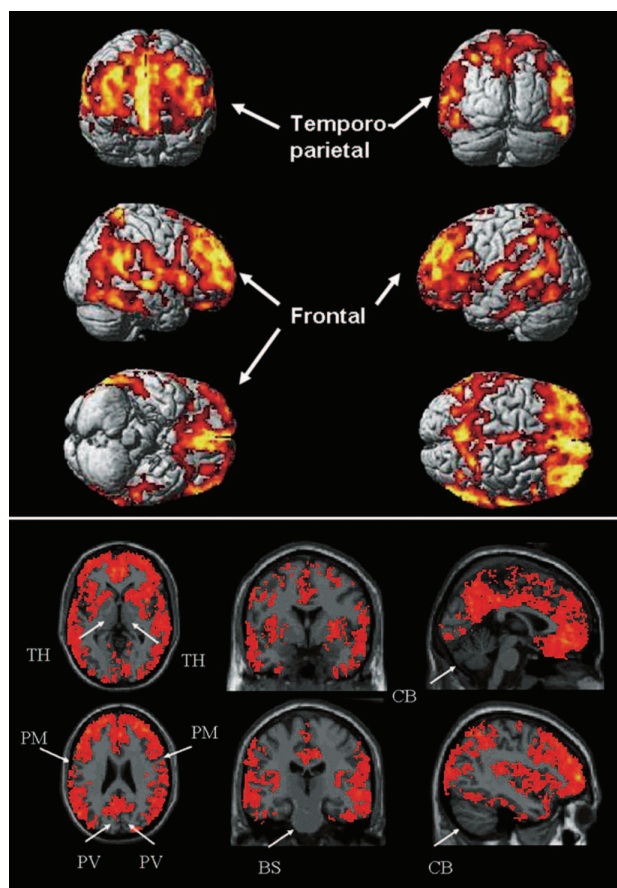 Temporo-
parietal
Frontal
TH
TH
CB
PM
PM
PV
PV
BS
CB